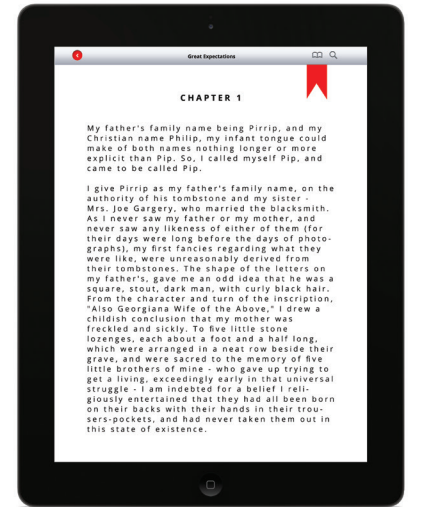 Great Expectations
CHAPTER 1
My father's family name being Pirrip, and my
Christian name Philip, my infant tongue could
make of both names nothing longer or more
explicit than Pip. So, I called myself Pip, and
came to be called Pip.
I give Pirrip as my father's family name, on the
authority of his tombstone and my sister -
Mrs. Joe Gargery, who married the blacksmith.
As I never saw my father or my mother, and
never saw any likeness of either of them (for
their days were long before the days of photo-
graphs), my first fancies regarding what they
were like, were unreasonably derived from
their tombstones. The shape of the letters on
my father's, gave me an odd idea that he was a
square, stout, dark man, with curly black hair.
From the character and turn of the inscription,
"Also Georgiana Wife of the Above," I drew a
childish conclusion that my mother was
freckled and sickly. To five little stone
lozenges, each about a foot and a half long,
which were arranged in a neat row beside their
grave, and were sacred to the memory of five
little brothers of mine - who gave up trying to
get a living, exceedingly early in that universal
struggle - I am indebted for a belief I reli-
giously entertained that they had all been born
on their backs with their hands in their trou-
sers-pockets, and had never taken them out in
this state of existence.